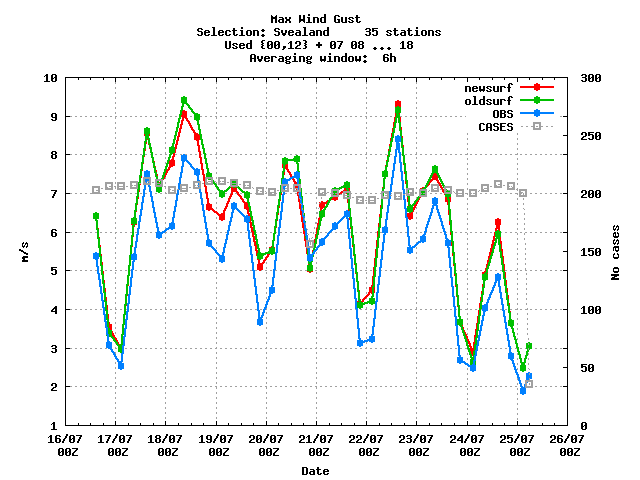 Max Wind Gust
Selection: Svealand     35 stations
Used {00,12} + 07 08 ... 18
Averaging window:  6h
10
9
8
7
6
5
4
3
2
1
m/s
300
250
200
150
100
50
0
No cases
newsurf
oldsurf
OBS
CASES
16/07 17/07 18/07 19/07 20/07 21/07 22/07 23/07 24/07 25/07 26/07
00Z 00Z 00Z 00Z 00Z 00Z 00Z 00Z 00Z 00Z 00Z
Date